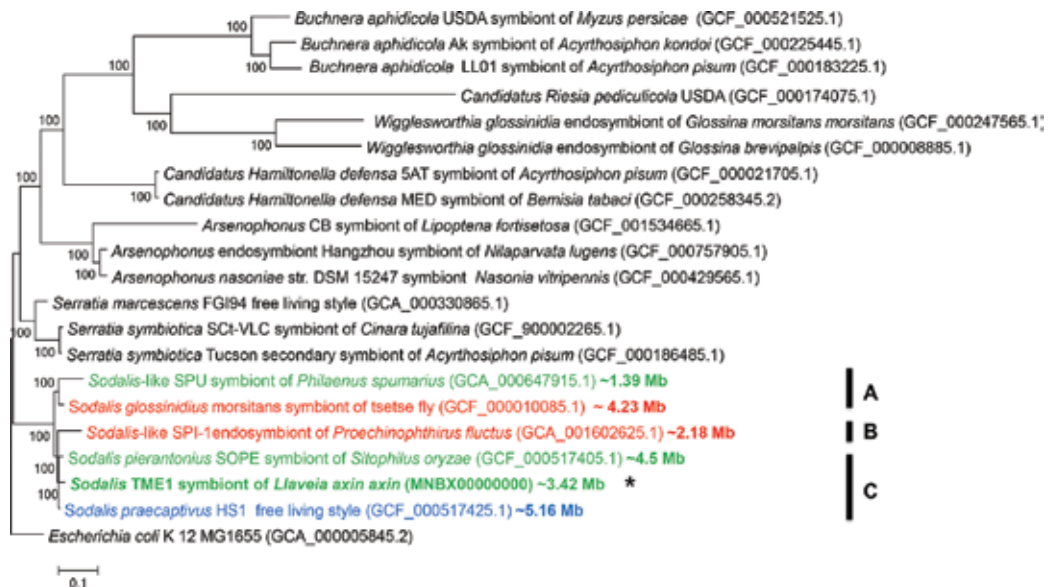 100 Buchnera aphidicola USDA symbiont of Myzus persicae (GCF_000521525.1)
100 Buchnera aphidicola Ak symbiont of Acyrthosiphon kondoi (GCF_000225445.1)
100 Buchnera aphidicola LL01 symbiont of Acyrthosiphon pisum (GCF_000183225.1)
Candidatus Riesia pediculicola USDA (GCF_000174075.1)
100
100 Wigglesworthia glossinidia endosymbiont of Glossina morsitans morsitans (GCF_000247565.1)
100 Wigglesworthia glossinidia endosymbiont of Glossina brevipalpis (GCF_000008885.1)
100 Candidatus Hamiltonella defensa 5AT symbiont of Acyrthosiphon pisum (GCF_000021705.1)
100 Candidatus Hamiltonella defensa MED symbiont of Bemisia tabaci (GCF_000258345.2)
Arsenophonus CB symbiont of Lipoptena fortisetosa (GCF_001534665.1)
100 Arsenophonus endosymbiont Hangzhou symbiont of Nilaparvata lugens (GCF_000757905.1)
100 Arsenophonus nasoniae str. DSM 15247 symbiont Nasonia vitripennis (GCF_000429565.1)
Serratia marcescens FGI94 free living style (GCA_000330865.1)
100 Serratia symbiotica SCt-VLC symbiont of Cinara tujafilina (GCF_900002265.1)
100 Serratia symbiotica Tucson secondary symbiont of Acyrthosiphon pisum (GCF_000186485.1)
100 Sodalis-like SPU symbiont of Philaenus spumarius (GCA_000647915.1) ~1.39 Mb
A
Sodalis glossinidius morsitans symbiont of tsetse fly (GCF_000010085.1) ~ 4.23 Mb
100 Sodalis-like SPI-1endosymbiont of Proechinophthirus fluctus (GCA_001602625.1) ~2.18 Mb B
100 Sodalis pierantonius SOPE symbiont of Sitophilus oryzae (GCF_000517405.1) ~4.5 Mb
Sodalis TME1 symbiont of Llaveia axin axin (MNBX00000000) ~3.42 Mb * C
100 Sodalis praecaptivus HS1 free living style (GCF_000517425.1) ~5.16 Mb
Escherichia coli K 12 MG1655 (GCA_000005845.2)
0.1